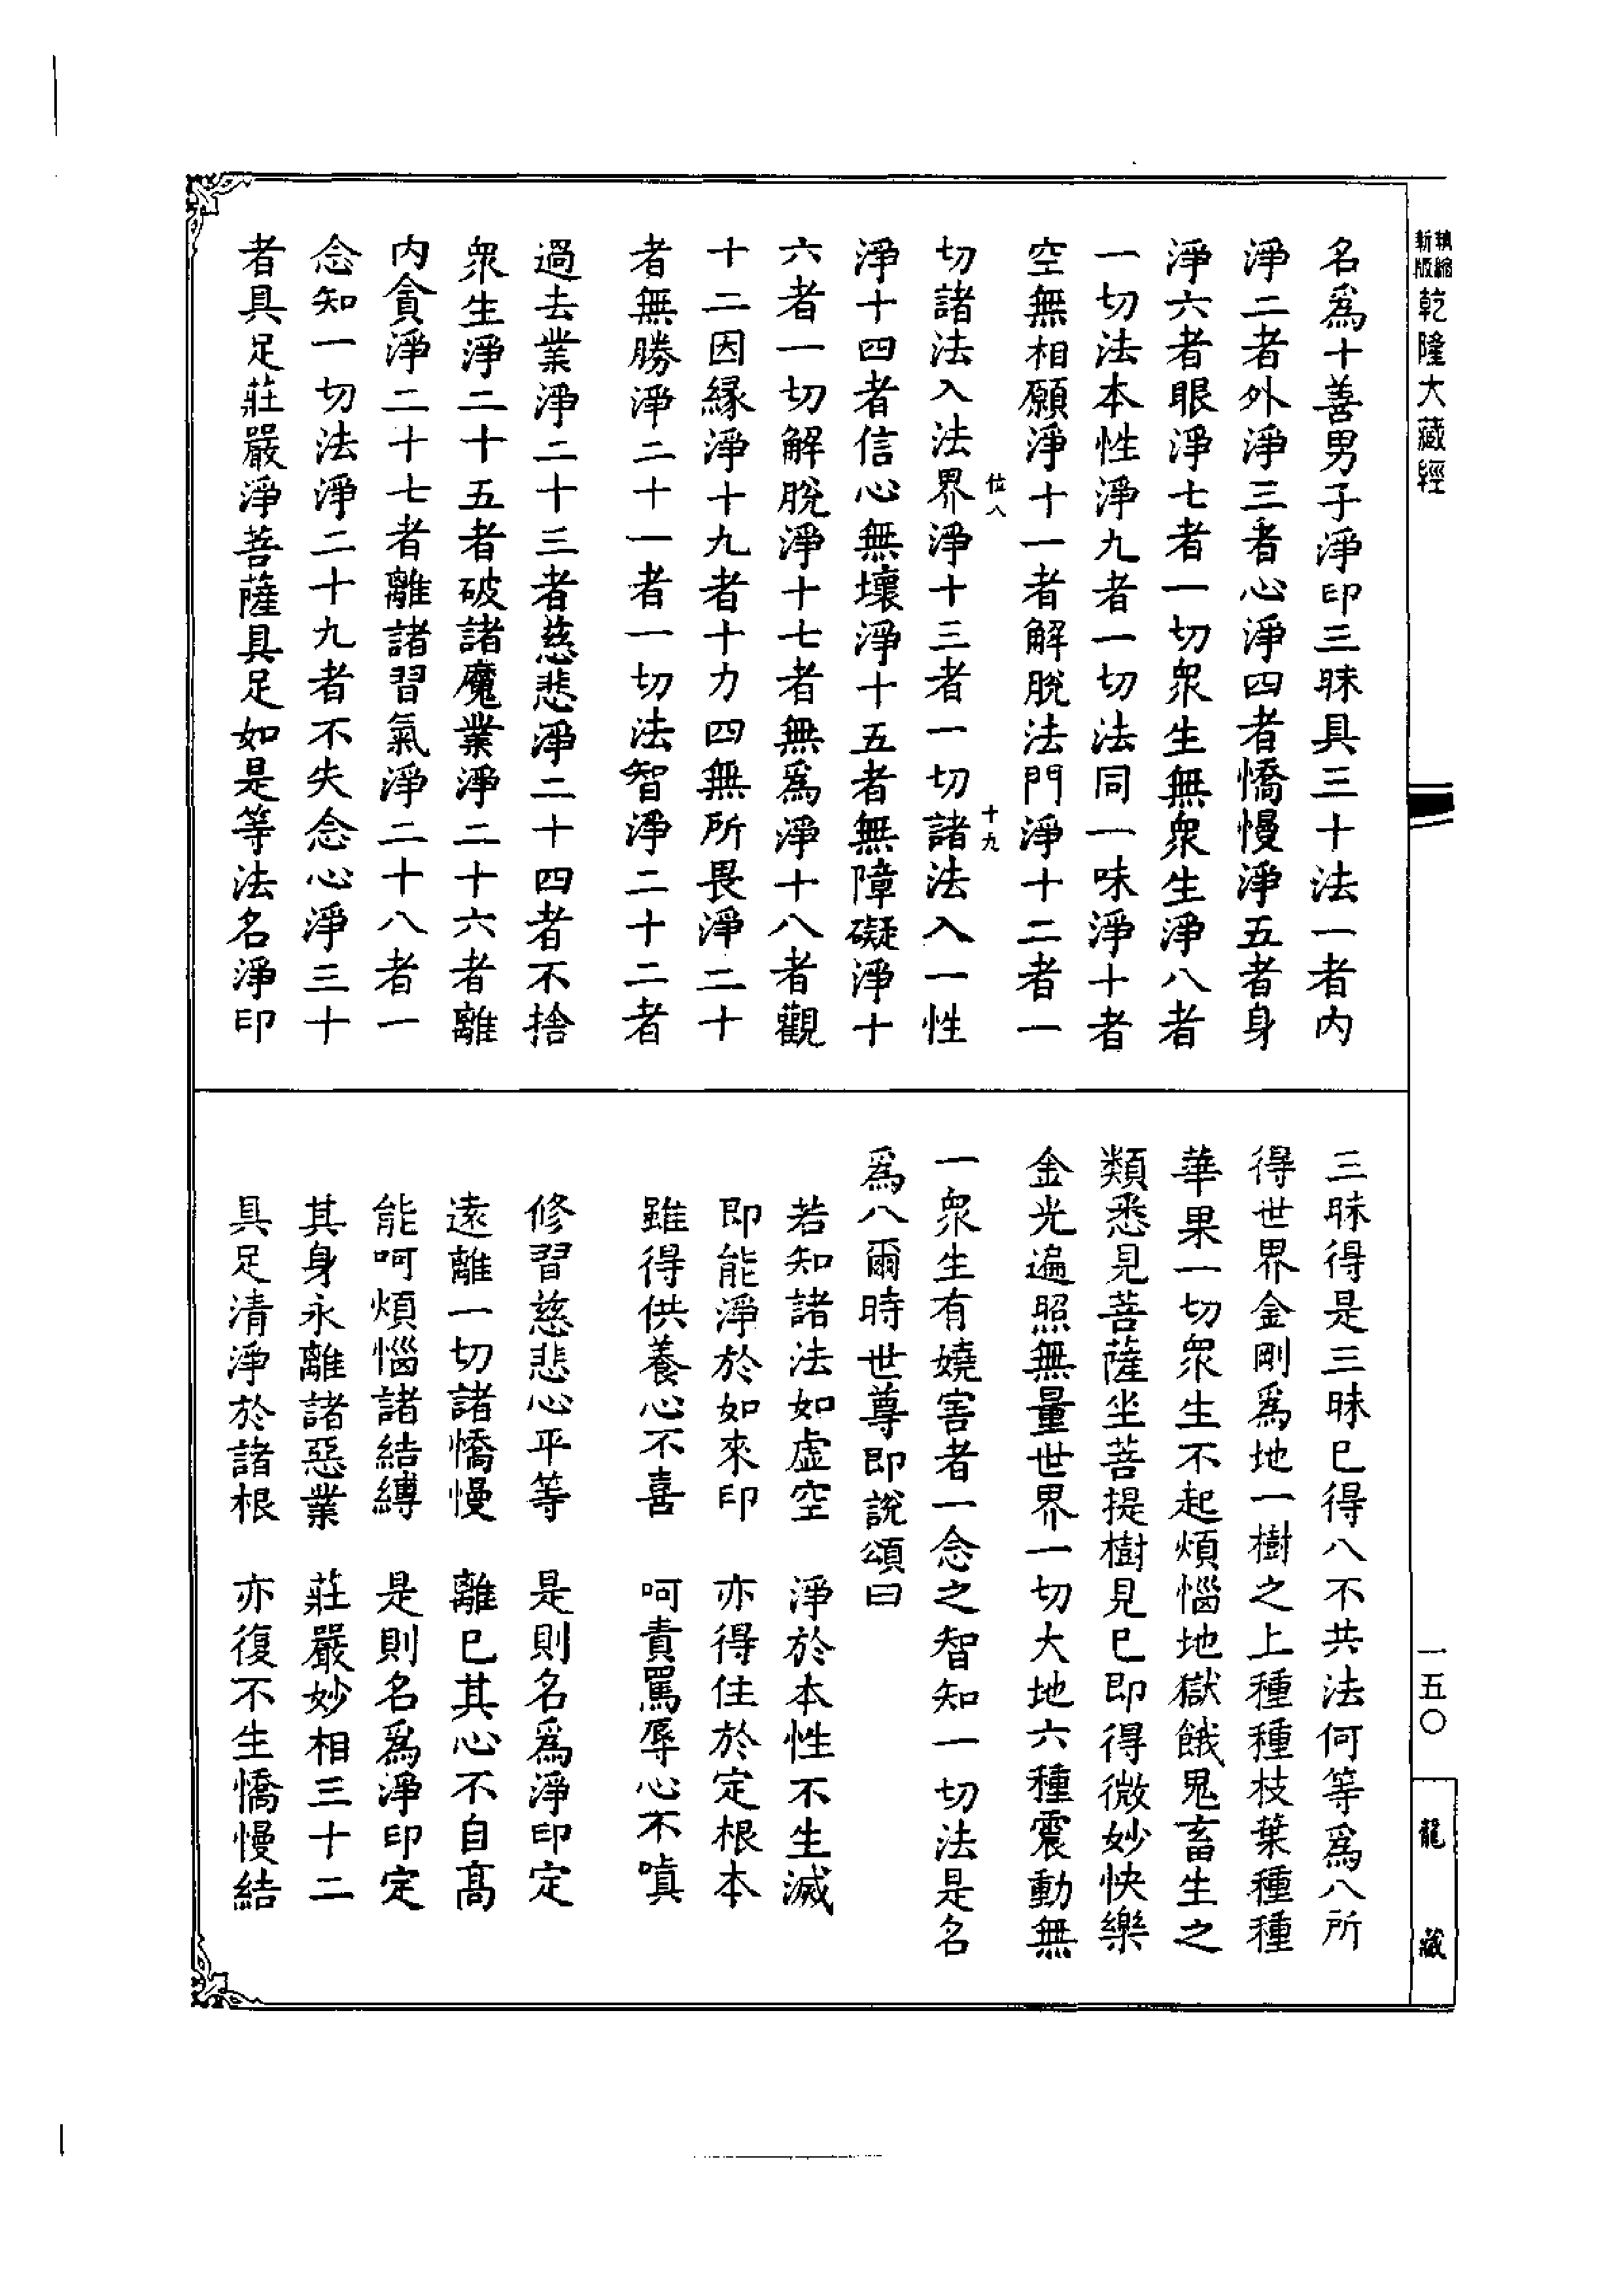 新縮
新版
乾隆大藏經
名為十善男子淨印三昧具三十法一者內
淨二者外淨三者心淨四者憍慢淨五者身
淨六者眼淨七者一切眾生無眾生淨八者
一切法本性淨九者一切法同一味淨十者
空無相願淨十一者解脫法門淨十二者一
位八
十九
切諸法入法界淨十三者一切諸法入一性
淨十四者信心無壞淨十五者無障礙淨十
六者一切解脫淨十七者無為淨十八者觀
十二因緣淨十九者十力四無所畏淨二十
者無勝淨二十一者一切法智淨二十二者
過去業淨二十三者慈悲淨二十四者不捨
眾生淨二十五者破諸魔業淨二十六者離
內貪淨二十七者離諸習氣淨二十八者一
念知一切法淨二十九者不失念心淨三十
者具足莊嚴淨菩薩具足如是等法名淨印
三昧得是三昧已得八不共法何等為八所
得世界金剛為地一樹之上種種枝葉種種
華果一切眾生不起煩惱地獄餓鬼畜生之
類悉見菩薩坐菩提樹見已即得微妙快樂
金光遍照無量世界一切大地六種震動無
一眾生有嬈害者一念之智知一切法是名
為八爾時世尊即說頌曰
若知諸法如虛空　淨於本性不生滅
即能淨於如來印　亦得住於定根本
雖得供養心不喜　呵責罵辱心不嗔
修習慈悲心平等　是則名為淨印定
遠離一切諸憍慢　離已其心不自高
能呵煩惱諸結縛　是則名為淨印定
其身永離諸惡業　莊嚴妙相三十二
具足清淨於諸根　亦復不生憍慢結
一五〇
龍藏